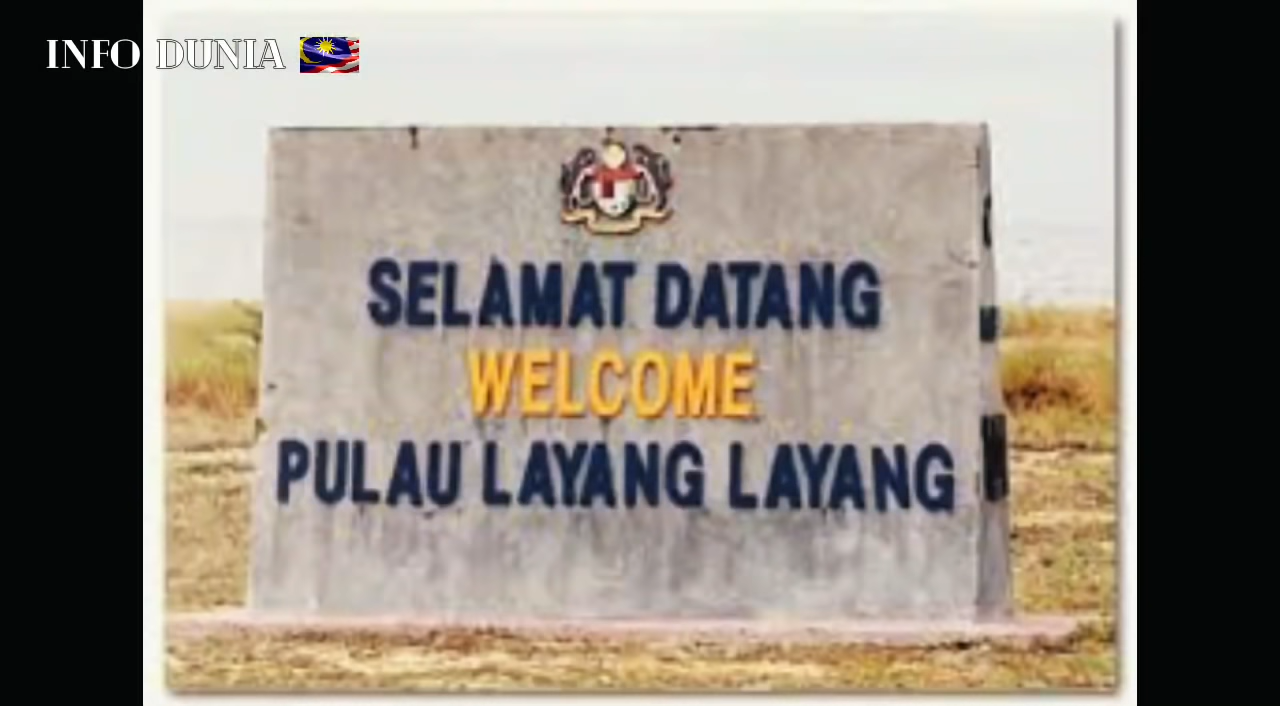 INFO DUNIA
SELAMAT DATANG
WELCOME
PULAU LAYANG LAYANG